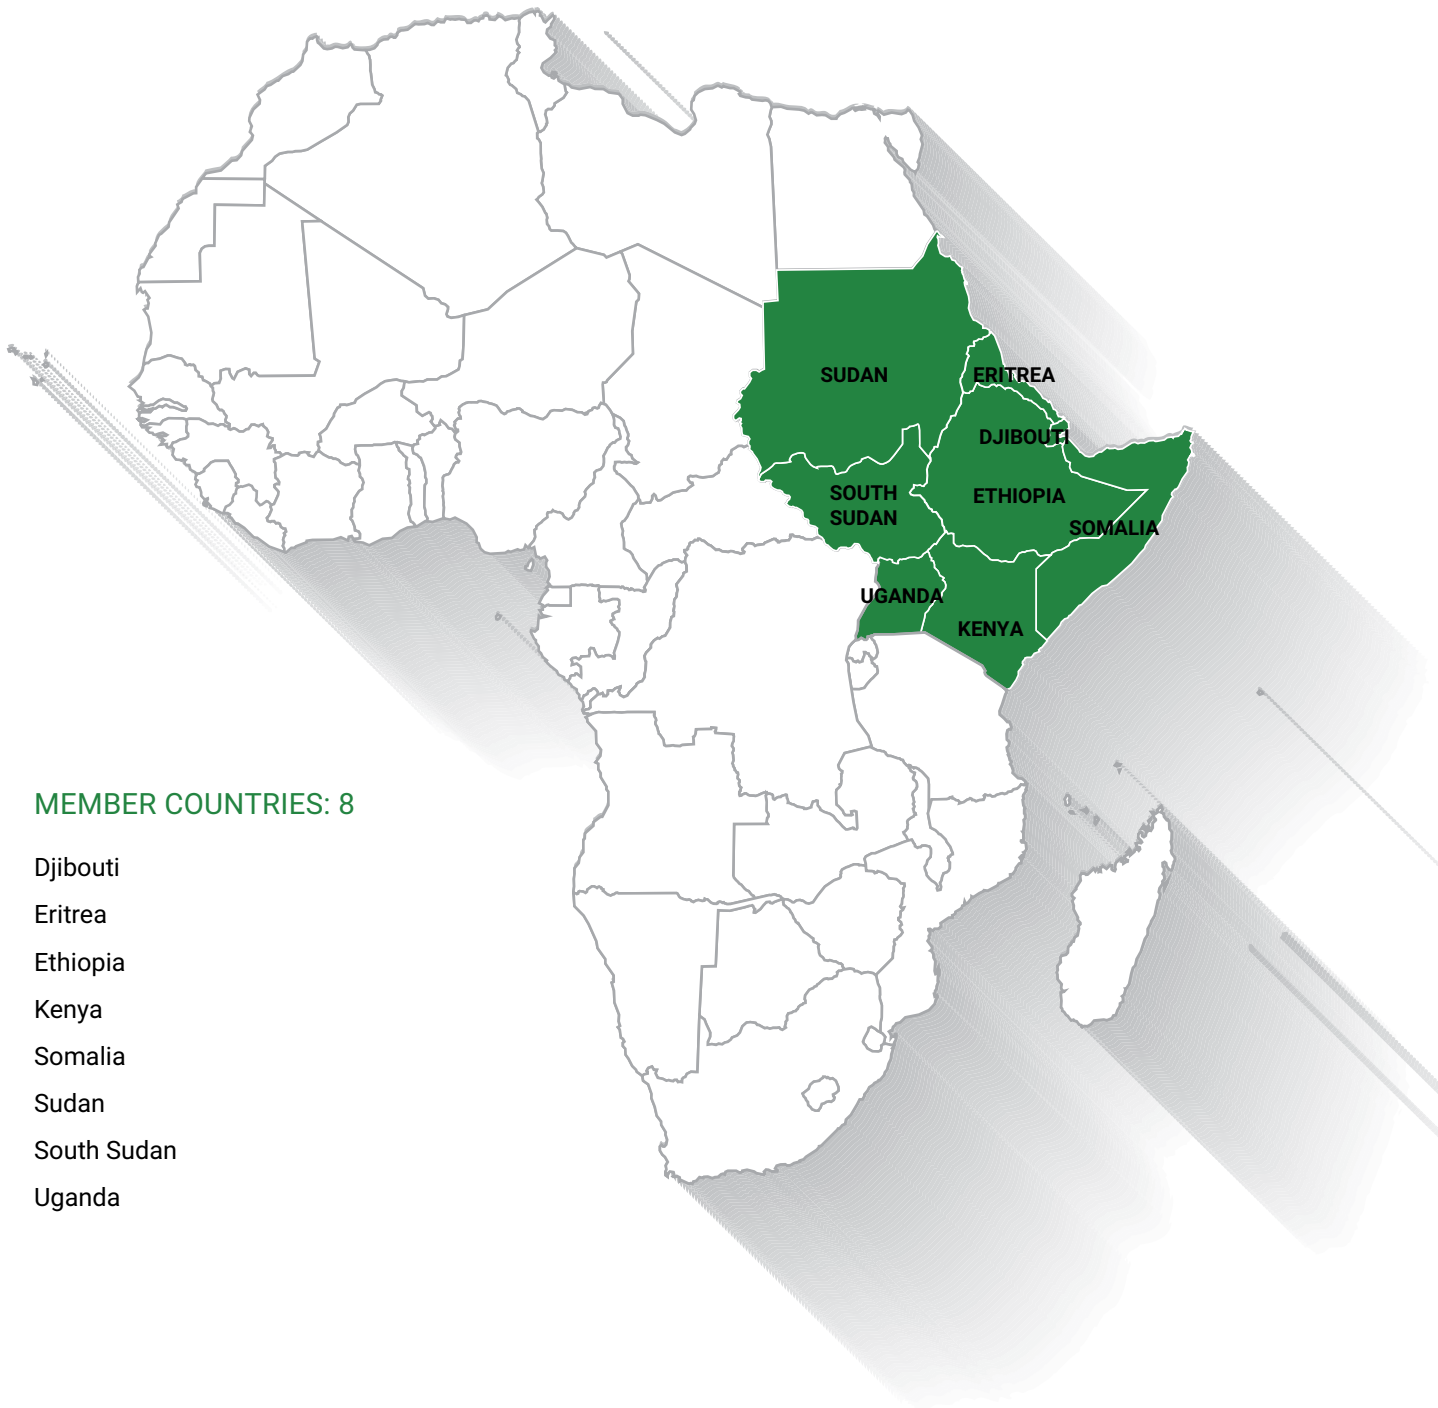 SUDAN
ERITREA
DJIBOUTI
SOUTH
SUDAN
ETHIOPIA
SOMALIA
UGANDA
KENYA
MEMBER COUNTRIES: 8
Djibouti
Eritrea
Ethiopia
Kenya
Somalia
Sudan
South Sudan
Uganda